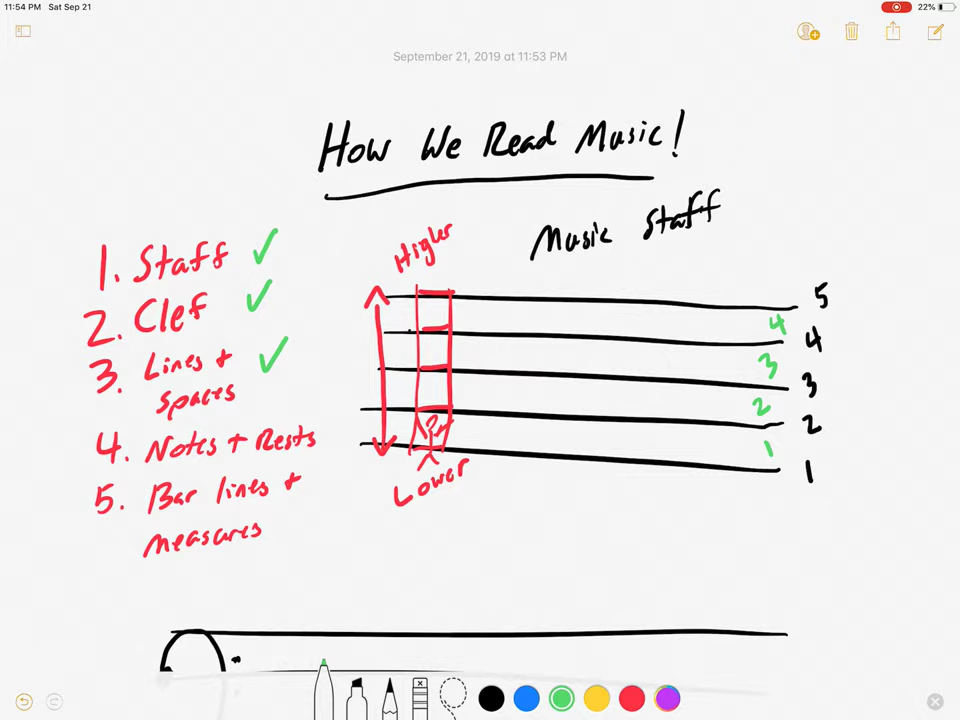 11:54 PM Sat Sep 21
22%
September 21, 2019 at 11:53 PM
How We Read Music!
Music Staff
1. Staff ✓
2. Clef ✓
3. Lines + ✓
spaces
4. Notes + Rests
5. Bar lines +
measures
Higher
Lower
5
4
3
2
1
4
3
2
1